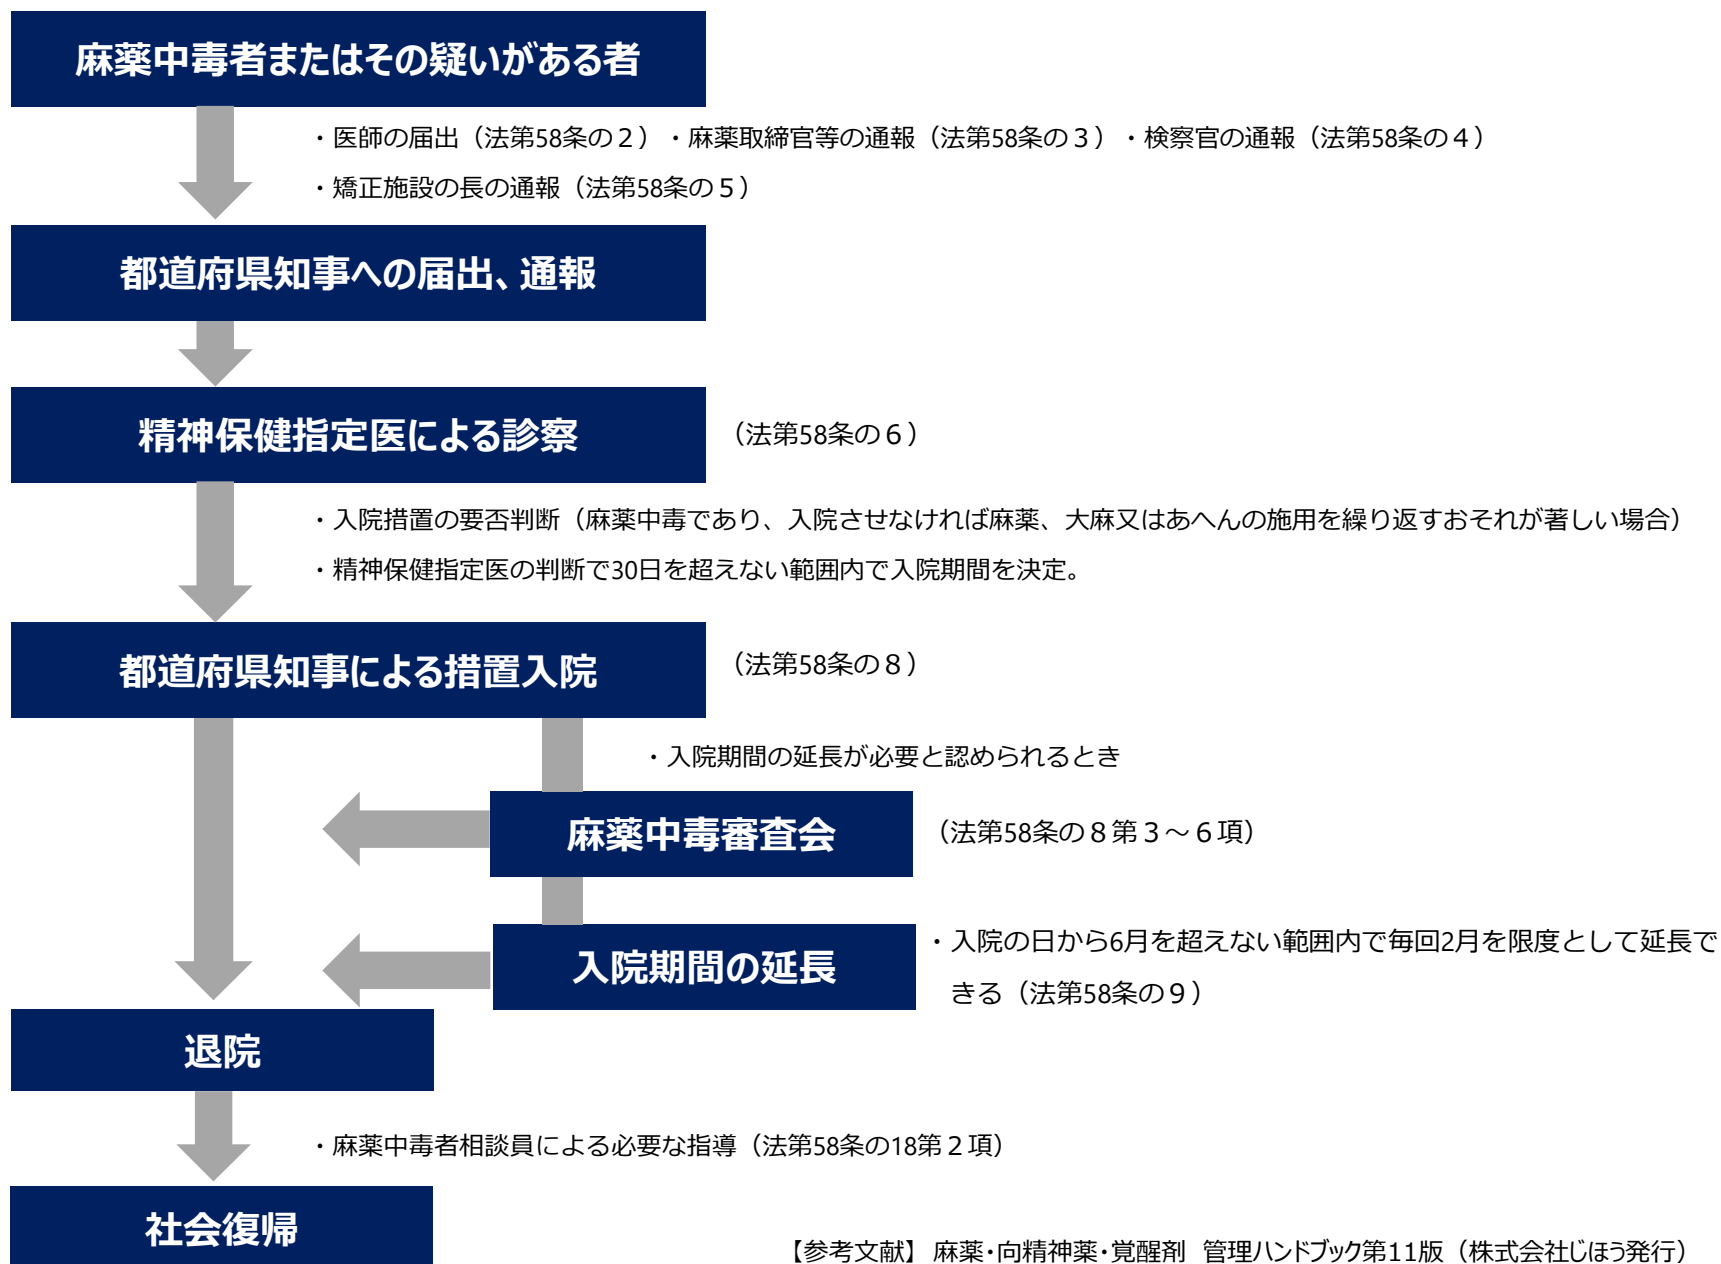 麻薬中毒者またはその疑いがある者
・医師の届出（法第58条の２）・麻薬取締官等の通報（法第58条の３）・検察官の通報（法第58条の４）
・矯正施設の長の通報（法第58条の５）
都道府県知事への届出、通報
精神保健指定医による診察
（法第58条の６）
・入院措置の要否判断（麻薬中毒であり、入院させなければ麻薬、大麻又はあへんの施用を繰り返すおそれが著しい場合）
・精神保健指定医の判断で30日を超えない範囲内で入院期間を決定。
都道府県知事による措置入院
（法第58条の８）
・入院期間の延長が必要と認められるとき
麻薬中毒審査会
（法第58条の８第３～６項）
入院期間の延長
・入院の日から6月を超えない範囲内で毎回2月を限度として延長で
きる（法第58条の９）
退院
・麻薬中毒者相談員による必要な指導（法第58条の18第２項）
社会復帰
【参考文献】麻薬・向精神薬・覚醒剤 管理ハンドブック第11版（株式会社じほう発行）